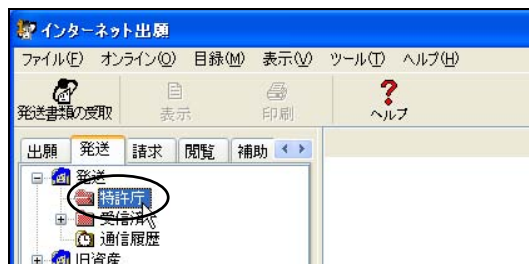 インターネット出願
ファイル(F) オンライン(O) 目録(M) 表示(V) ツール(T) ヘルプ(H)
発送書類の受取 表示 印刷 ヘルプ
出願 発送 請求 閲覧 補助
発送
特許庁
受信済
通信履歴
旧資産